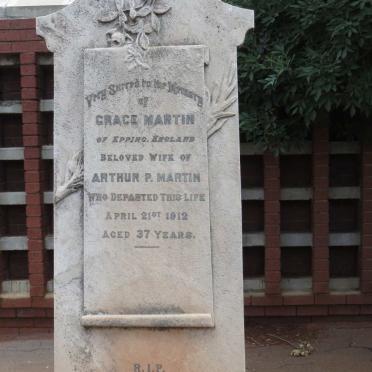 Very Sacred to the Memory
of
GRACE MARTIN
OF EPPING, ENGLAND
BELOVED WIFE OF
ARTHUR P. MARTIN
WHO DEPARTED THIS LIFE
APRIL 21ST 1912
AGED 37 YEARS.
R.I.P.